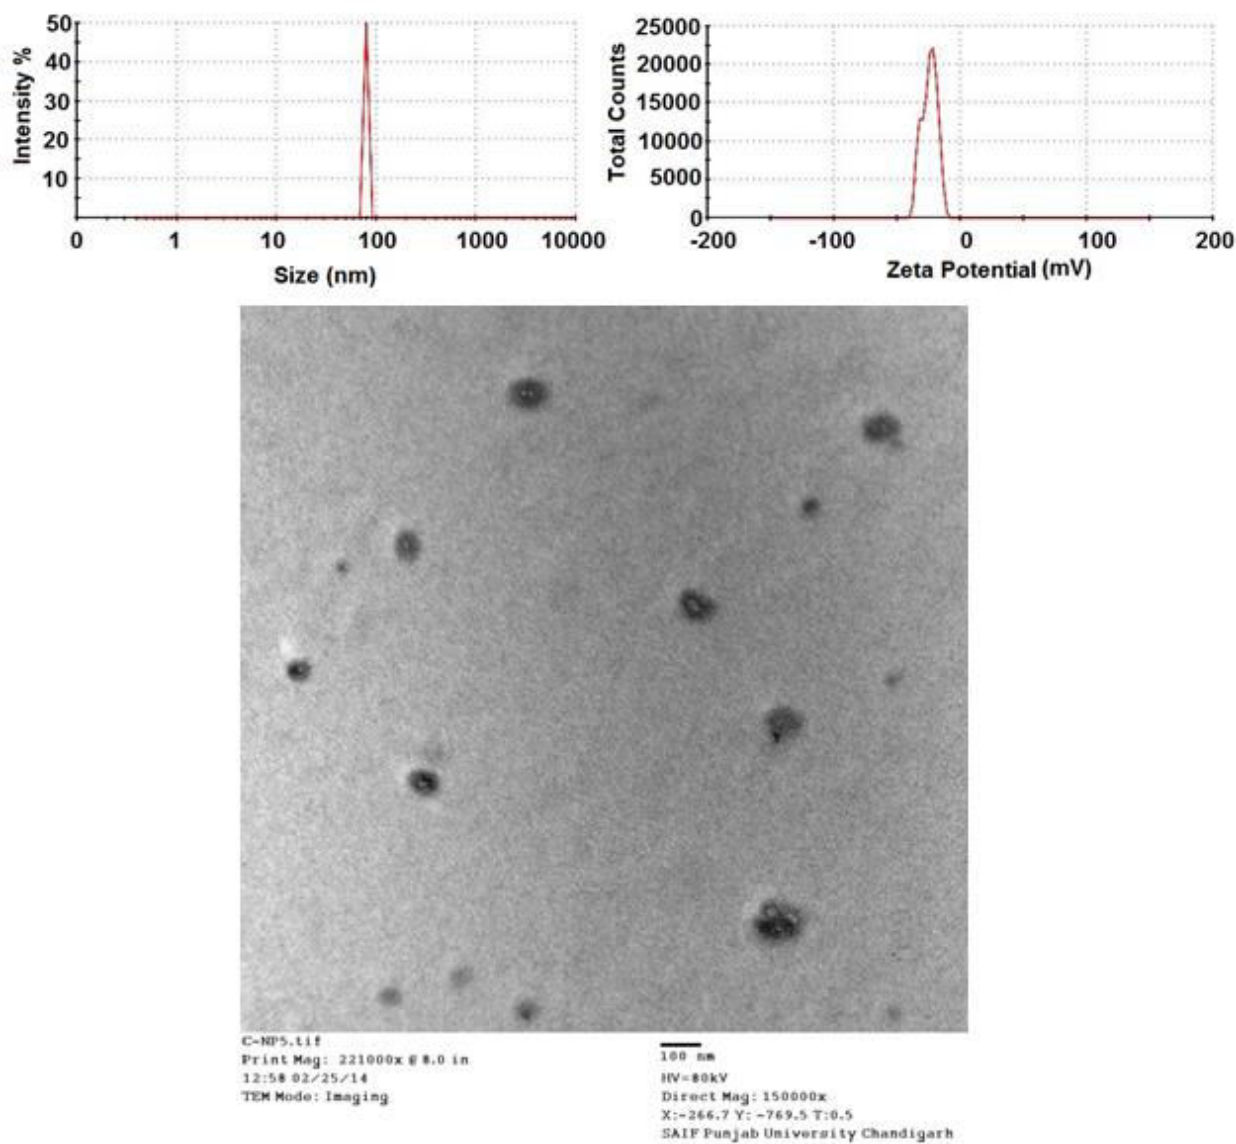 50
40
30
20
10
Intensity %
0 1 10 100 1000 10000
Size (nm)
25000
20000
15000
10000
5000
0
Total Counts
-200 -100 0 100 200
Zeta Potential (mV)
C-NP5.tif
Print Mag: 221000x @ 8.0 in
12:58 02/25/14
TEM Mode: Imaging
100 nm
HV=80kV
Direct Mag: 150000x
X:-266.7 Y: -769.5 T:0.5
SAIF Punjab University Chandigarh